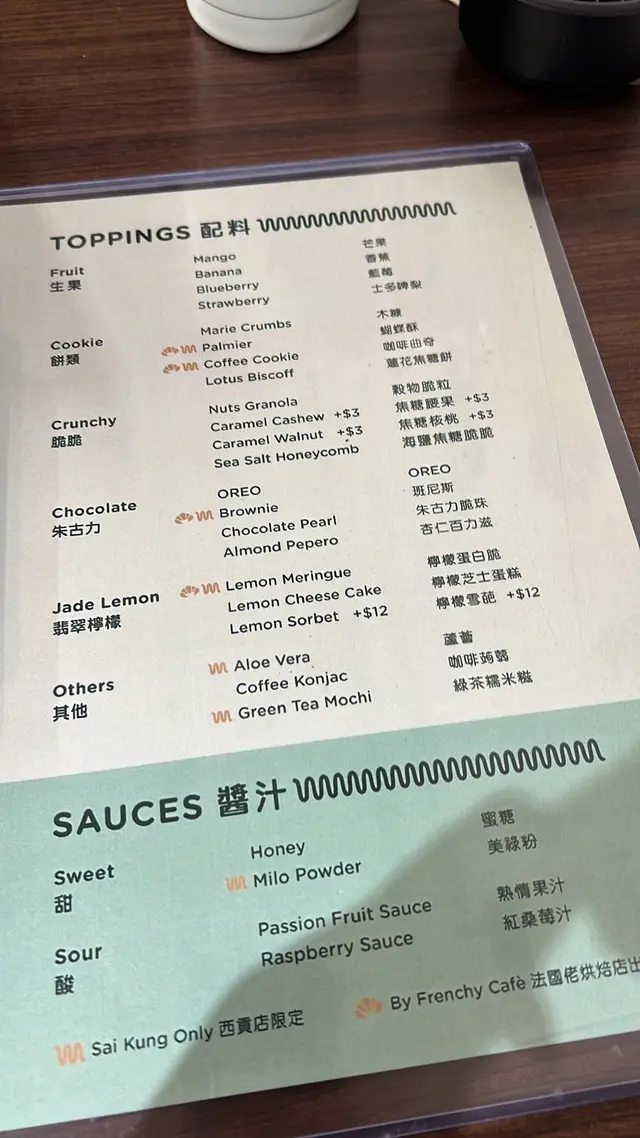 TOPPINGS 配料
Fruit 生果
Mango 芒果
Banana 香蕉
Blueberry 藍莓
Strawberry 士多啤梨
Cookie 餅類
Marie Crumbs 木糠
Palmier 蝴蝶酥
Coffee Cookie 咖啡曲奇
Lotus Biscoff 蓮花焦糖餅
Crunchy 脆脆
Nuts Granola 穀物脆粒
Caramel Cashew +$3 焦糖腰果 +$3
Caramel Walnut +$3 焦糖核桃 +$3
Sea Salt Honeycomb 海鹽焦糖脆脆
Chocolate 朱古力
OREO OREO
Brownie 班尼斯
Chocolate Pearl 朱古力脆珠
Almond Pepero 杏仁百力滋
Jade Lemon 翡翠檸檬
Lemon Meringue 檸檬蛋白脆
Lemon Cheese Cake 檸檬芝士蛋糕
Lemon Sorbet +$12 檸檬雪葩 +$12
Others 其他
Aloe Vera 蘆薈
Coffee Konjac 咖啡蒟蒻
Green Tea Mochi 綠茶糯米糍
SAUCES 醬汁
Sweet 甜
Honey 蜜糖
Milo Powder 美祿粉
Sour 酸
Passion Fruit Sauce 熱情果汁
Raspberry Sauce 紅桑莓汁
Sai Kung Only 西貢店限定
By Frenchy Cafè 法國佬烘焙店出